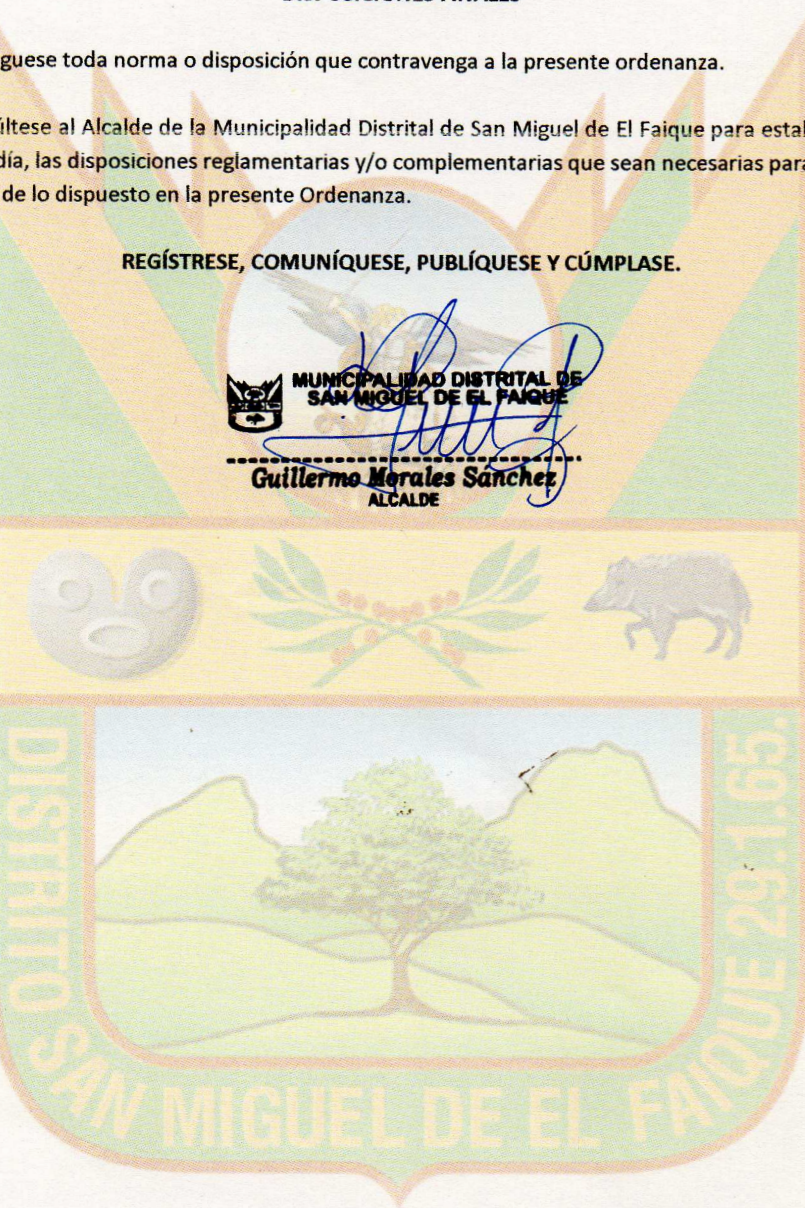 guese toda norma o disposición que contravenga a la presente ordenanza.
últese al Alcalde de la Municipalidad Distrital de San Miguel de El Faique para estal
día, las disposiciones reglamentarias y/o complementarias que sean necesarias para
de lo dispuesto en la presente Ordenanza.
REGÍSTRESE, COMUNÍQUESE, PUBLÍQUESE Y CÚMPLASE.
MUNICIPALIDAD DISTRITAL DE
SAN MIGUEL DE EL FAIQUE
Guillermo Morales Sánchez
ALCALDE
DISTRITO SAN MIGUEL DE EL FAIQUE 29.1.65.